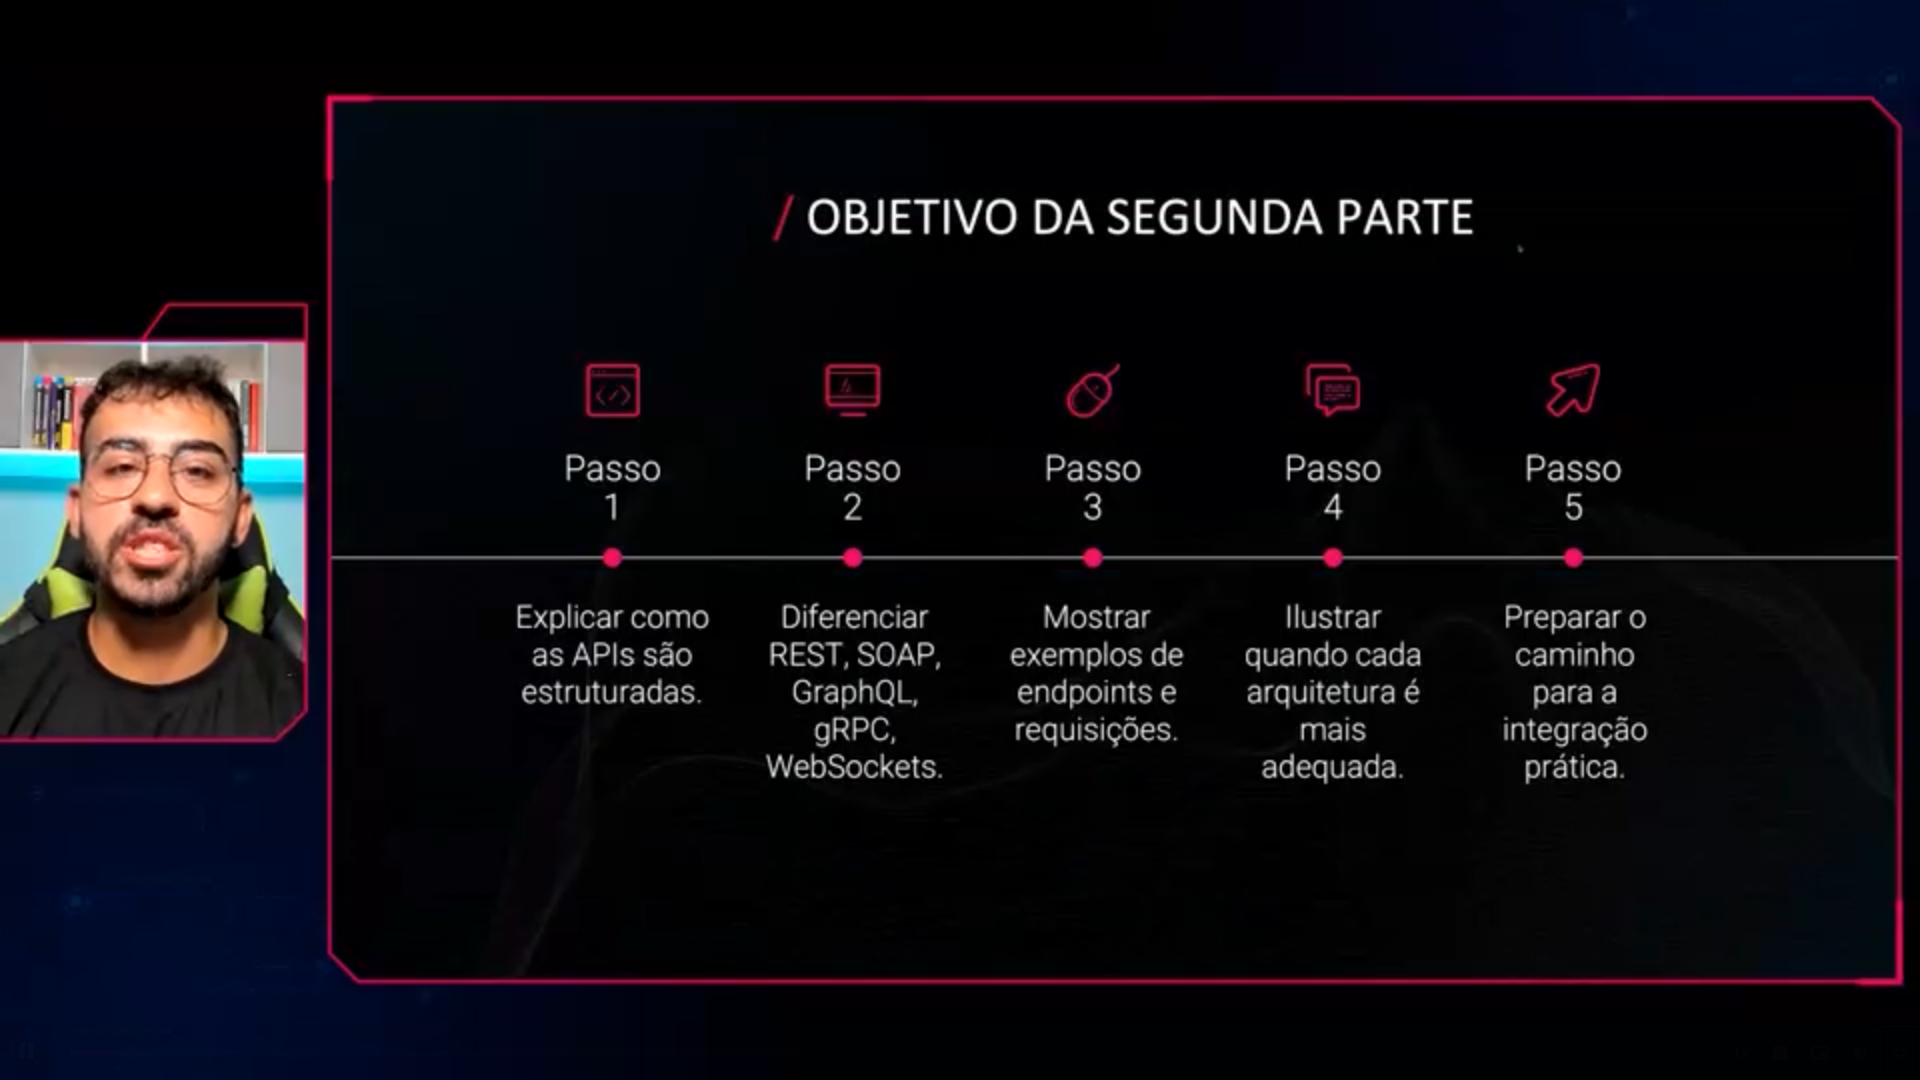 / OBJETIVO DA SEGUNDA PARTE
Passo
1
Explicar como
as APIs são
estruturadas.
Passo
2
Diferenciar
REST, SOAP,
GraphQL,
gRPC,
WebSockets.
Passo
3
Mostrar
exemplos de
endpoints e
requisições.
Passo
4
Ilustrar
quando cada
arquitetura é
mais
adequada.
Passo
5
Preparar o
caminho
para a
integração
prática.